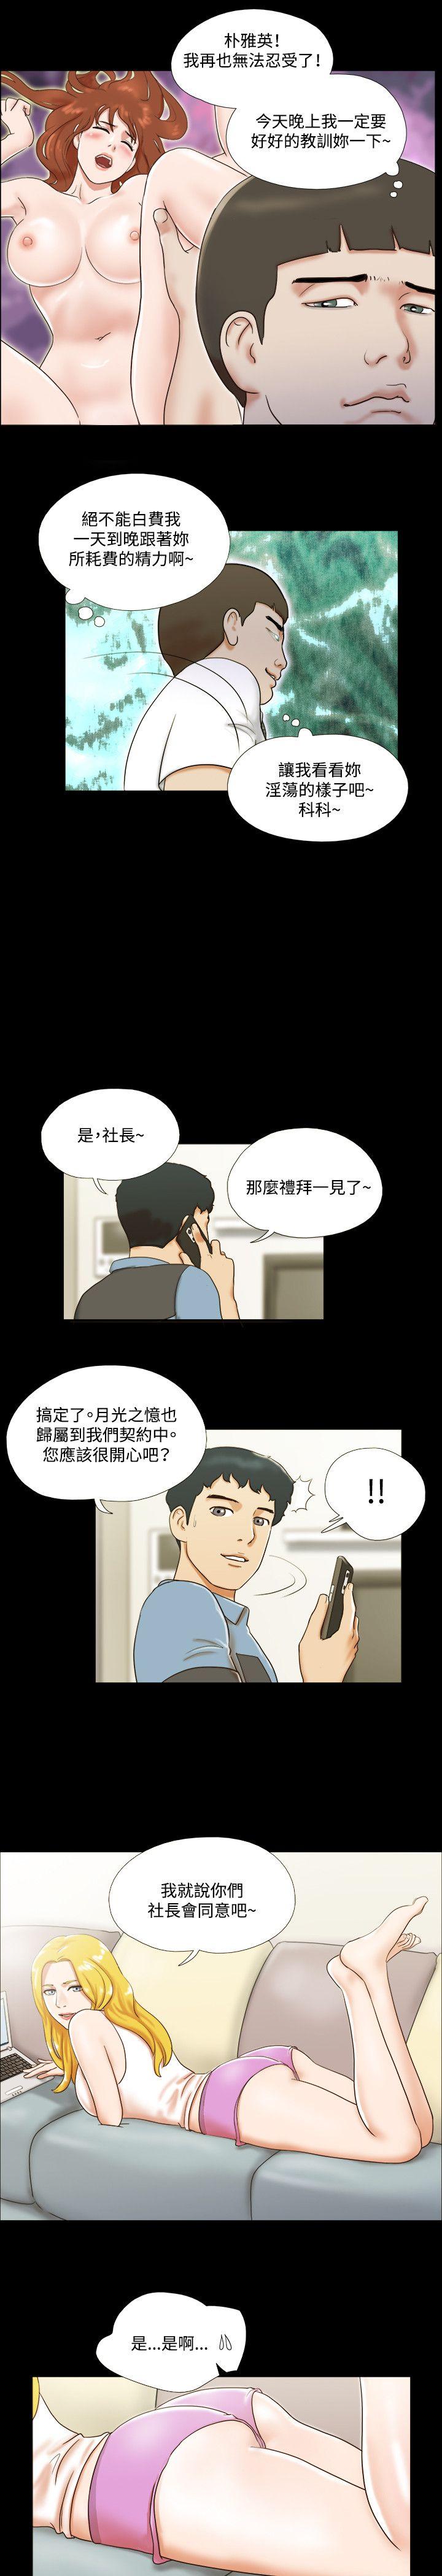 朴雅英！
我再也無法忍受了！
今天晚上我一定要
好好的教訓妳一下~
絕不能白費我
一天到晚跟著妳
所耗費的精力啊~
讓我看看妳
淫蕩的樣子吧~
科科~
是，社長~
那麼禮拜一見了~
搞定了。月光之憶也
歸屬到我們契約中。
您應該很開心吧？
!!
我就說你們
社長會同意吧~
是…是啊…